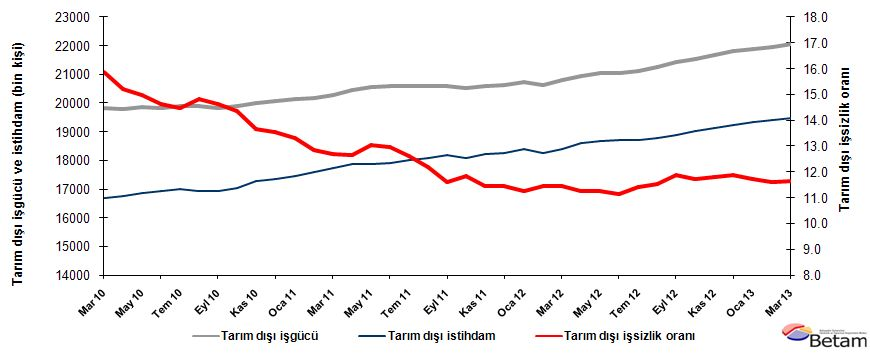 Tarım dışı işgücü ve istihdam (bin kişi)
23000
22000
21000
20000
19000
18000
17000
16000
15000
14000
18.0
17.0
16.0
15.0
14.0
13.0
12.0
11.0
10.0
9.0
8.0
Tarım dışı işsizlik oranı
Mar 10
May 10
Tem 10
Eyl 10
Kas 10
Oca 11
Mar 11
May 11
Tem 11
Eyl 11
Kas 11
Oca 12
Mar 12
May 12
Tem 12
Eyl 12
Kas 12
Oca 13
Mar 13
Tarım dışı işgücü
Tarım dışı istihdam
Tarım dışı işsizlik oranı
Betam